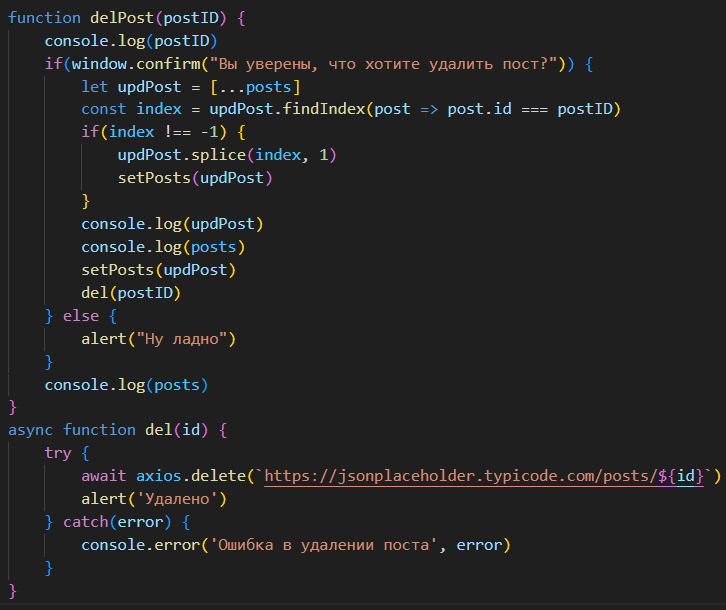 function delPost(postID) {
    console.log(postID)
    if(window.confirm("Вы уверены, что хотите удалить пост?")) {
        let updPost = [...posts]
        const index = updPost.findIndex(post => post.id === postID)
        if(index !== -1) {
            updPost.splice(index, 1)
            setPosts(updPost)
        }
        console.log(updPost)
        console.log(posts)
        setPosts(updPost)
        del(postID)
    } else {
        alert("Ну ладно")
    }
    console.log(posts)
}
async function del(id) {
    try {
        await axios.delete(`https://jsonplaceholder.typicode.com/posts/${id}`)
        alert('Удалено')
    } catch(error) {
        console.error('Ошибка в удалении поста', error)
    }
}